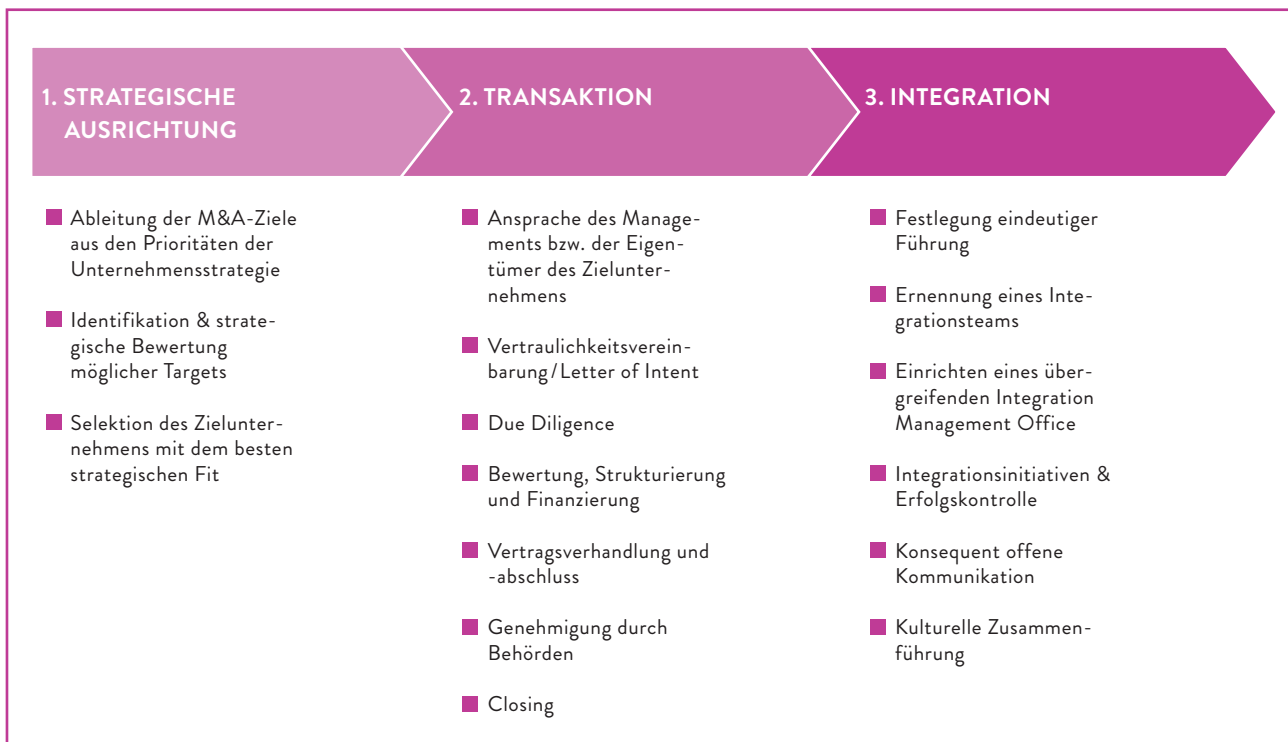 1. STRATEGISCHE
AUSRICHTUNG
2. TRANSAKTION
3. INTEGRATION
Ableitung der M&A-Ziele
aus den Prioritäten der
Unternehmensstrategie
Identifikation & strate-
gische Bewertung
möglicher Targets
Selektion des Zielunter-
nehmens mit dem besten
strategischen Fit
Ansprache des Manage-
ments bzw. der Eigen-
tümer des Zielunter-
nehmens
Vertraulichkeitsverein-
barung/Letter of Intent
Due Diligence
Bewertung, Strukturierung
und Finanzierung
Vertragsverhandlung und
-abschluss
Genehmigung durch
Behörden
Closing
Festlegung eindeutiger
Führung
Ernennung eines Inte-
grationsteams
Einrichten eines über-
greifenden Integration
Management Office
Integrationsinitiativen &
Erfolgskontrolle
Konsequent offene
Kommunikation
Kulturelle Zusammen-
führung